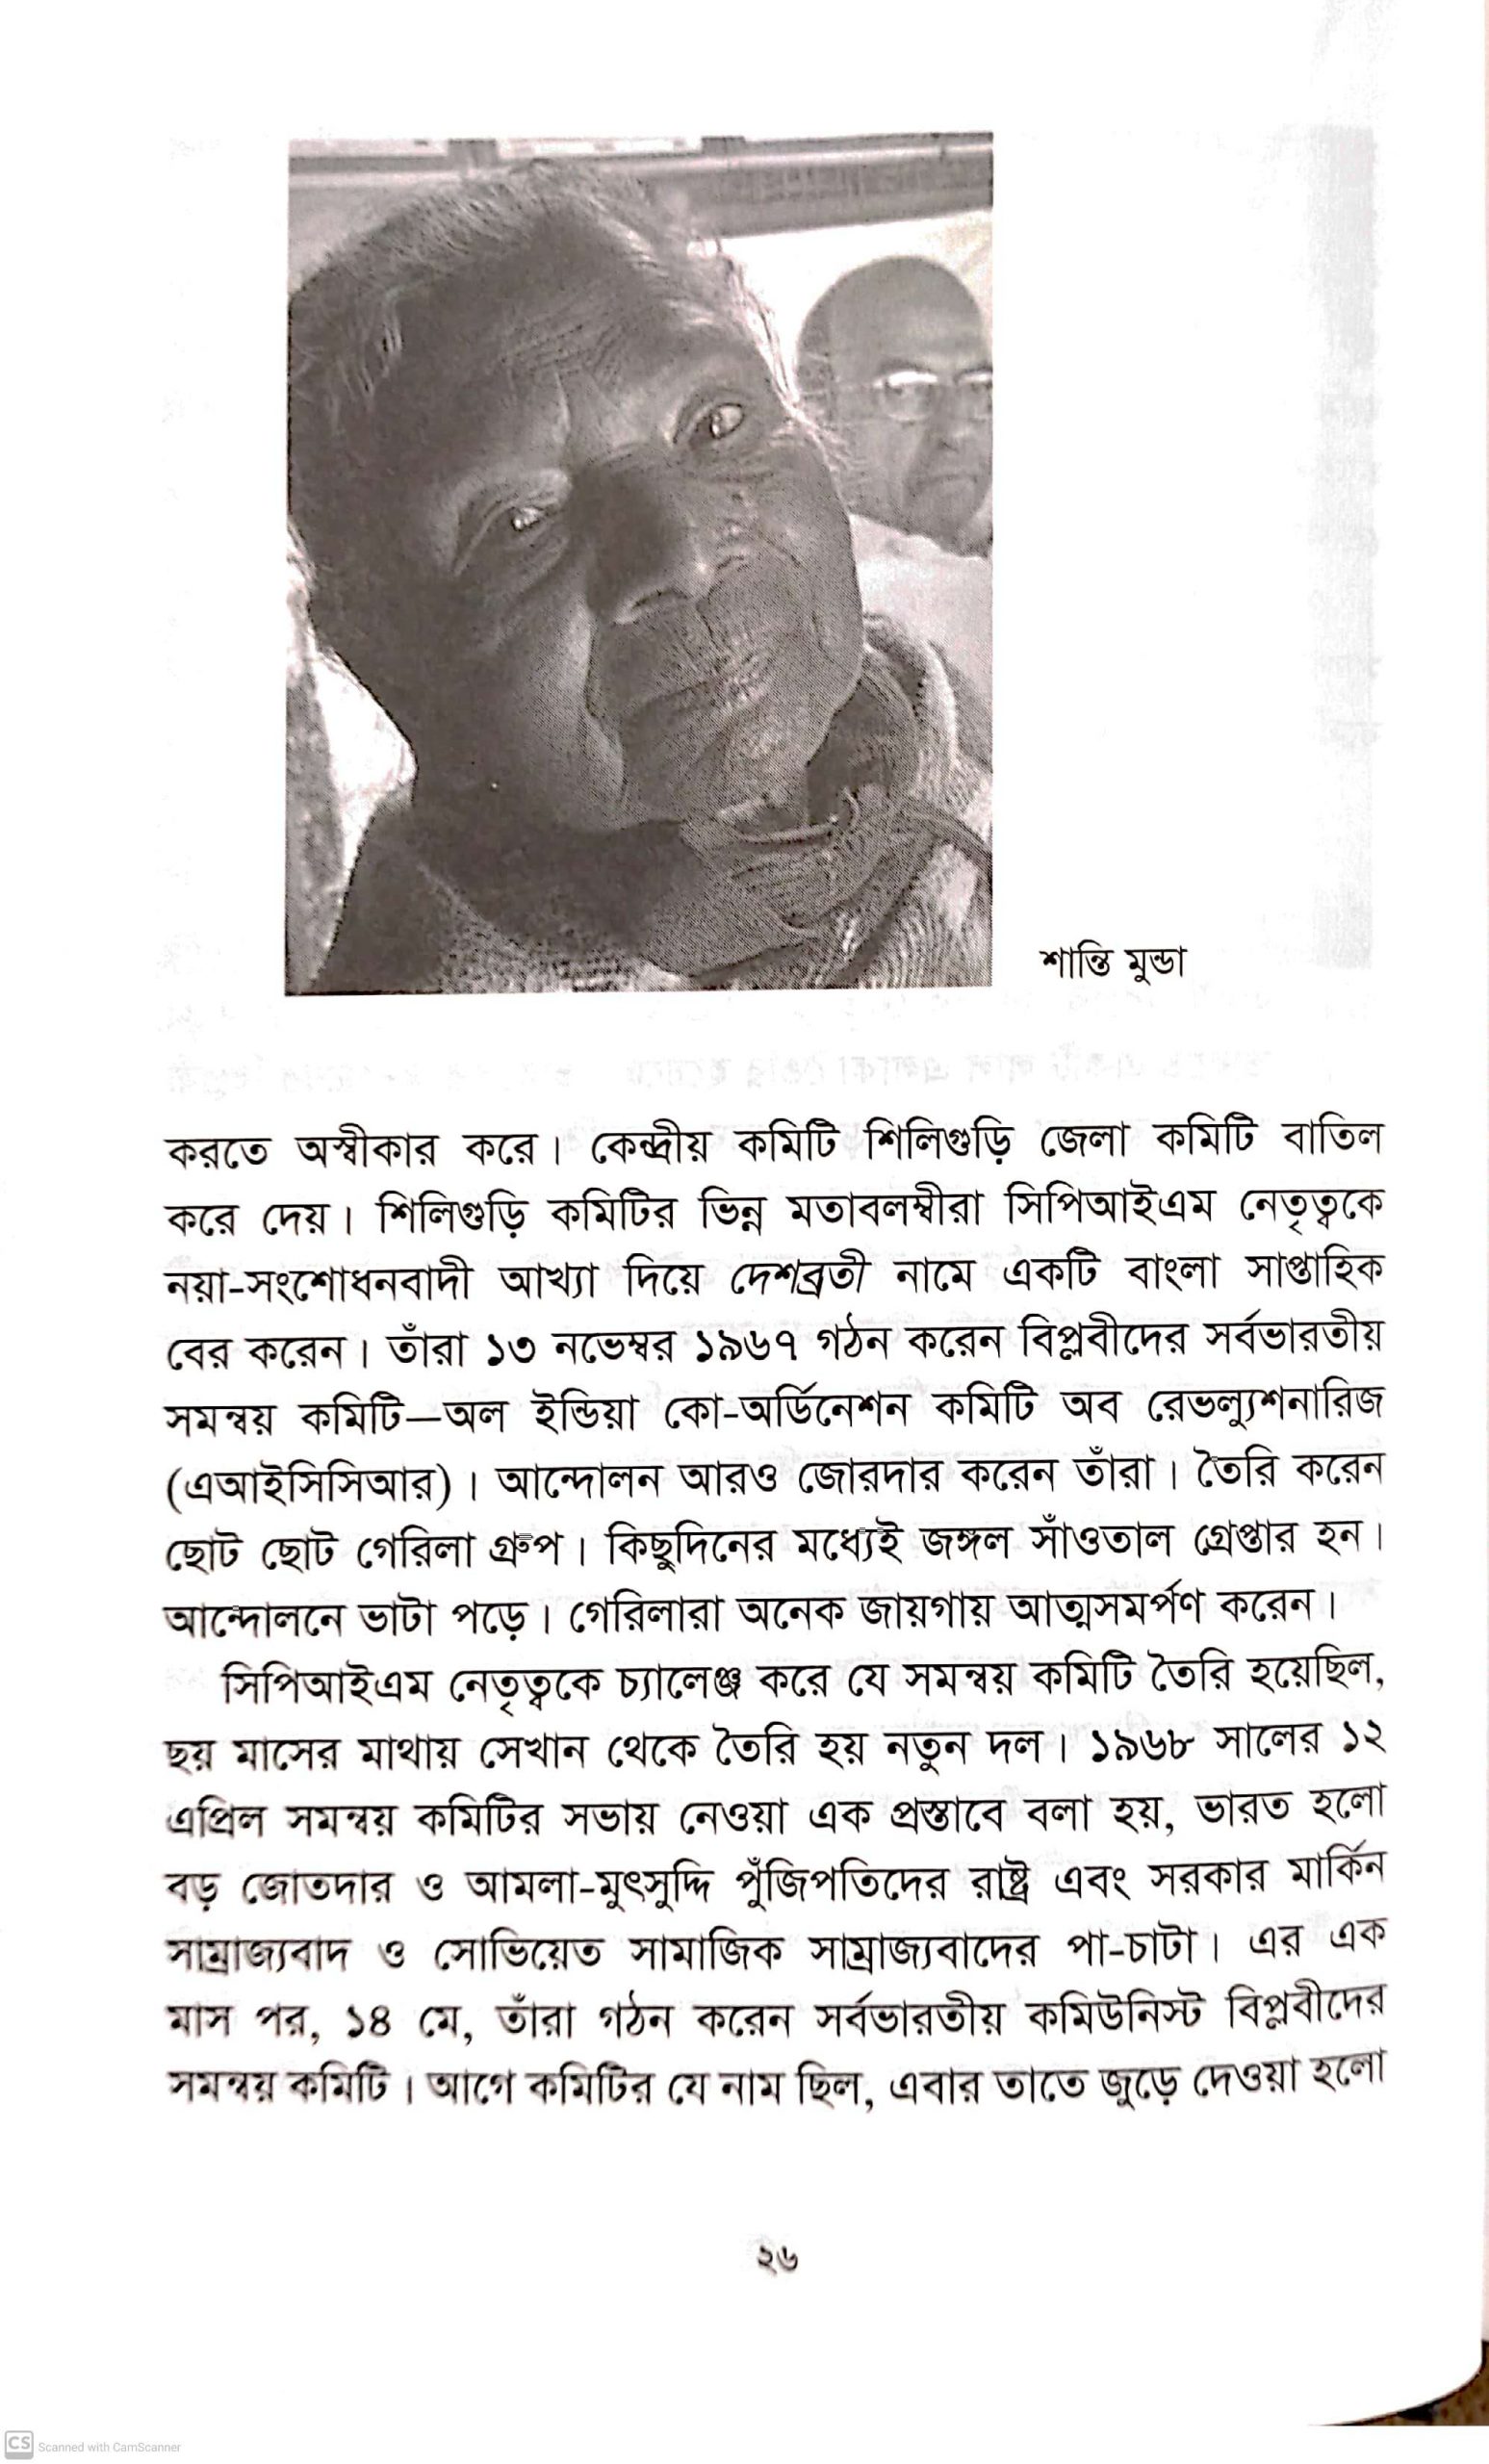 শান্তি মুন্ডা
করতে অস্বীকার করে। কেন্দ্রীয় কমিটি শিলিগুড়ি জেলা কমিটি বাতিল
করে দেয়। শিলিগুড়ি কমিটির ভিন্ন মতাবলম্বীরা সিপিআইএম নেতৃত্বকে
নয়া-সংশোধনবাদী আখ্যা দিয়ে দেশব্রতী নামে একটি বাংলা সাপ্তাহিক
বের করেন। তাঁরা ১৩ নভেম্বর ১৯৬৭ গঠন করেন বিপ্লবীদের সর্বভারতীয়
সমন্বয় কমিটি—অল ইন্ডিয়া কো-অর্ডিনেশন কমিটি অব রেভল্যুশনারিজ
(এআইসিসিআর)। আন্দোলন আরও জোরদার করেন তাঁরা। তৈরি করেন
ছোট ছোট গেরিলা গ্রুপ। কিছুদিনের মধ্যেই জঙ্গল সাঁওতাল গ্রেপ্তার হন।
আন্দোলনে ভাটা পড়ে। গেরিলারা অনেক জায়গায় আত্মসমর্পণ করেন।
সিপিআইএম নেতৃত্বকে চ্যালেঞ্জ করে যে সমন্বয় কমিটি তৈরি হয়েছিল,
ছয় মাসের মাথায় সেখান থেকে তৈরি হয় নতুন দল। ১৯৬৮ সালের ১২
এপ্রিল সমন্বয় কমিটির সভায় নেওয়া এক প্রস্তাবে বলা হয়, ভারত হলো
বড় জোতদার ও আমলা-মুৎসুদ্দি পুঁজিপতিদের রাষ্ট্র এবং সরকার মার্কিন
সাম্রাজ্যবাদ ও সোভিয়েত সামাজিক সাম্রাজ্যবাদের পা-চাটা। এর এক
মাস পর, ১৪ মে, তাঁরা গঠন করেন সর্বভারতীয় কমিউনিস্ট বিপ্লবীদের
সমন্বয় কমিটি। আগে কমিটির যে নাম ছিল, এবার তাতে জুড়ে দেওয়া হলো
২৬
CS Scanned with CamScanner